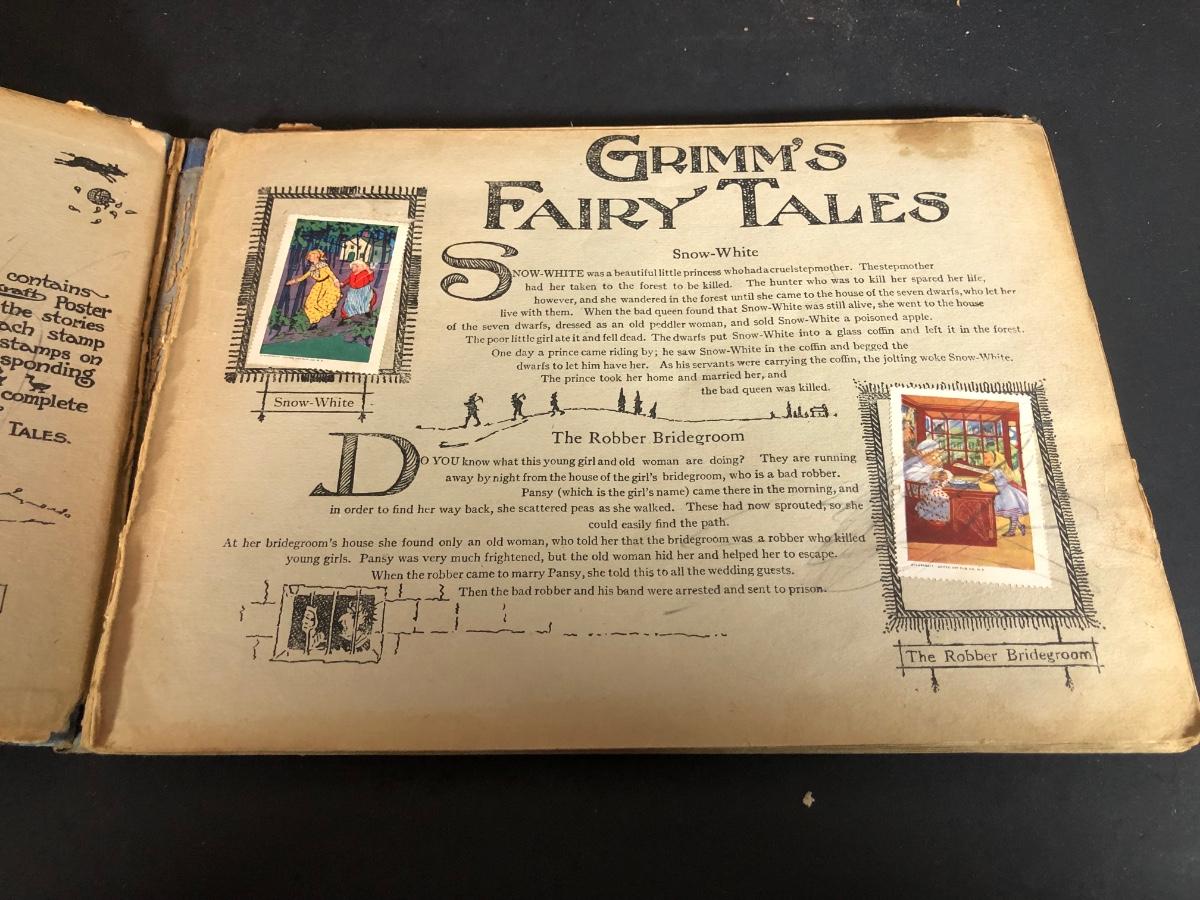 contains
craft Poster
the stories
ach stamp
stamps on
sponding
complete
TALES.
GRIMM'S
FAIRY TALES
Snow-White
SNOW-WHITE was a beautiful little princess who had a cruel stepmother. The stepmother
had her taken to the forest to be killed. The hunter who was to kill her spared her life,
however, and she wandered in the forest until she came to the house of the seven dwarfs, who let her
live with them. When the bad queen found that Snow-White was still alive, she went to the house
of the seven dwarfs, dressed as an old peddler woman, and sold Snow-White a poisoned apple.
The poor little girl ate it and fell dead. The dwarfs put Snow-White into a glass coffin and left it in the forest.
One day a prince came riding by; he saw Snow-White in the coffin and begged the
dwarfs to let him have her. As his servants were carrying the coffin, the jolting woke Snow-White.
The prince took her home and married her, and
the bad queen was killed.
Snow-White
The Robber Bridegroom
DO YOU know what this young girl and old woman are doing? They are running
away by night from the house of the girl's bridegroom, who is a bad robber.
Pansy (which is the girl's name) came there in the morning, and
in order to find her way back, she scattered peas as she walked. These had now sprouted, so she
could easily find the path.
At her bridegroom's house she found only an old woman, who told her that the bridegroom was a robber who killed
young girls. Pansy was very much frightened, but the old woman hid her and helped her to escape.
When the robber came to marry Pansy, she told this to all the wedding guests.
Then the bad robber and his band were arrested and sent to prison.
The Robber Bridegroom